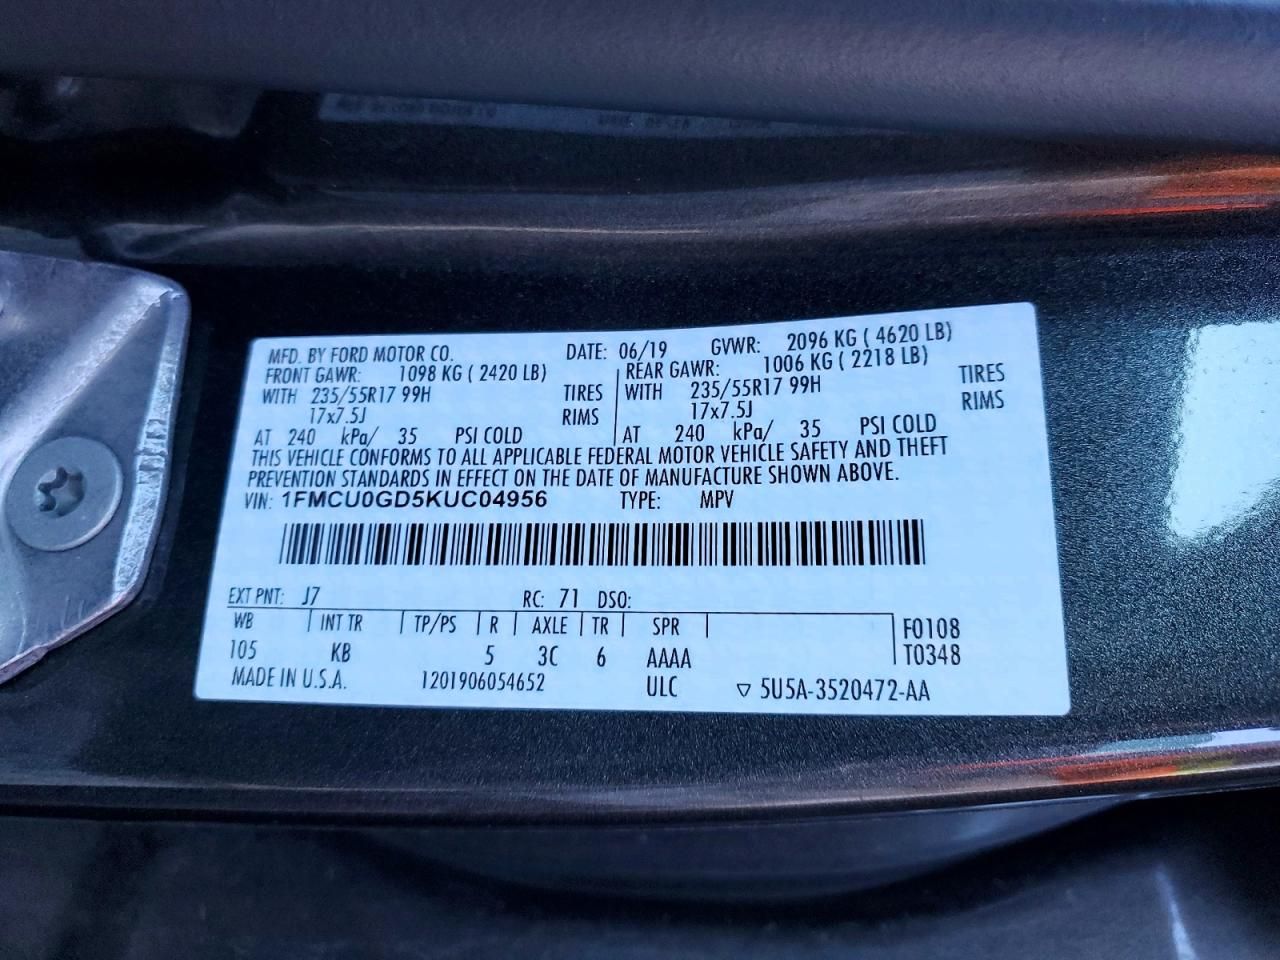 MFD. BY FORD MOTOR CO. DATE: 06/19 GVWR: 2096 KG ( 4620 LB)
FRONT GAWR: 1098 KG ( 2420 LB) REAR GAWR: 1006 KG ( 2218 LB)
WITH 235/55R17 99H TIRES WITH 235/55R17 99H TIRES
17x7.5J RIMS 17x7.5J RIMS
AT 240 kPa/ 35 PSI COLD AT 240 kPa/ 35 PSI COLD
THIS VEHICLE CONFORMS TO ALL APPLICABLE FEDERAL MOTOR VEHICLE SAFETY AND THEFT
PREVENTION STANDARDS IN EFFECT ON THE DATE OF MANUFACTURE SHOWN ABOVE.
VIN: 1FMCU0GD5KUC04956 TYPE: MPV
EXT PNT: J7 RC: 71 DSO:
WB INT TR TP/PS R AXLE TR SPR F0108
105 KB 5 3C 6 AAAA T0348
MADE IN U.S.A. 1201906054652 ULC ▽ 5U5A-3520472-AA